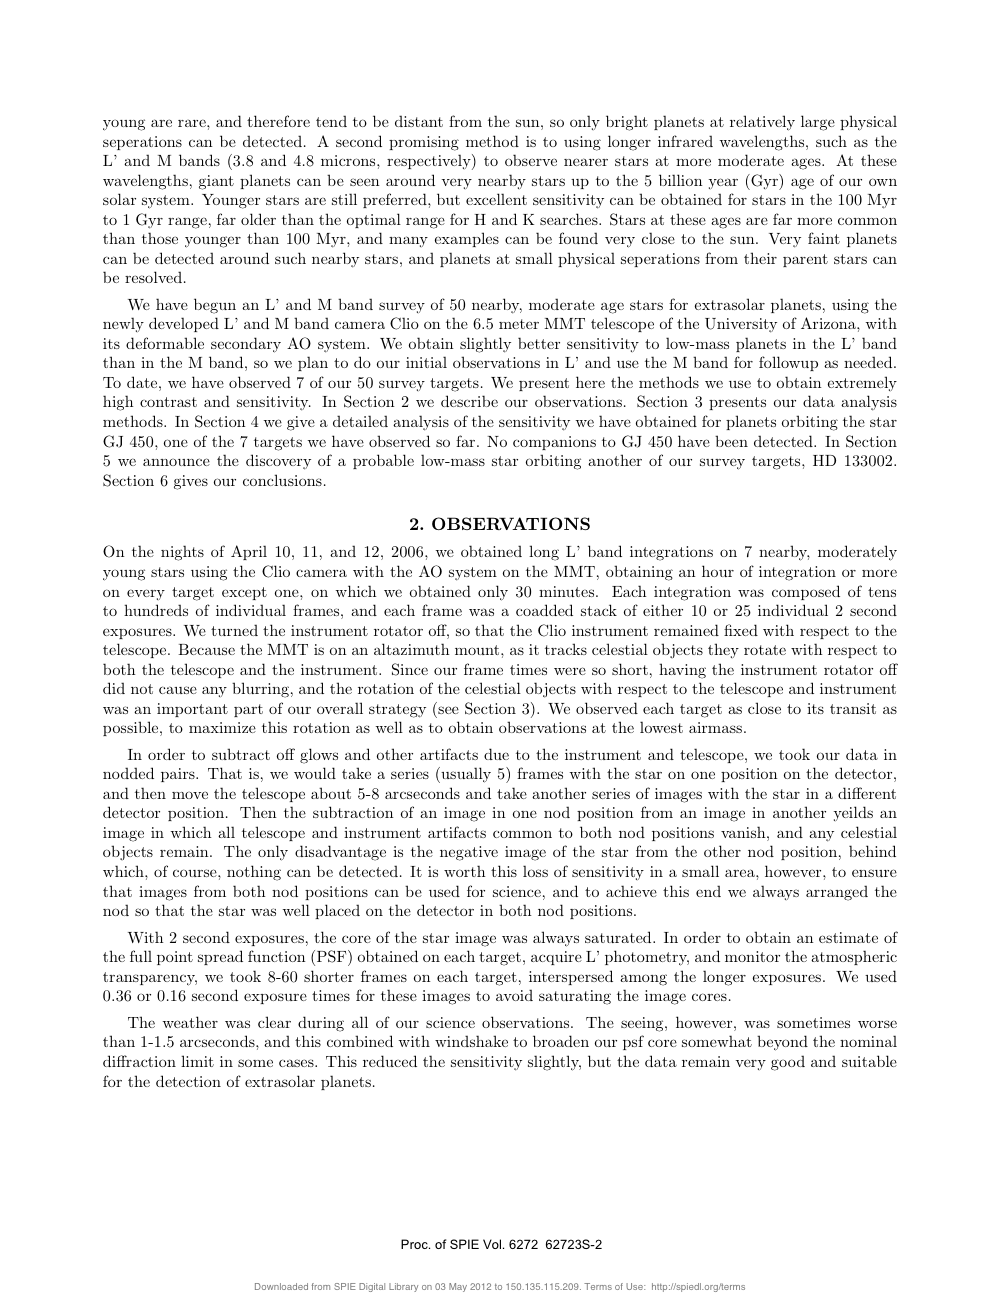 young are rare, and therefore tend to be distant from the sun, so only bright planets at relatively large physical
seperations can be detected. A second promising method is to using longer infrared wavelengths, such as the
L' and M bands (3.8 and 4.8 microns, respectively) to observe nearer stars at more moderate ages. At these
wavelengths, giant planets can be seen around very nearby stars up to the 5 billion year (Gyr) age of our own
solar system. Younger stars are still preferred, but excellent sensitivity can be obtained for stars in the 100 Myr
to 1 Gyr range, far older than the optimal range for H and K searches. Stars at these ages are far more common
than those younger than 100 Myr, and many examples can be found very close to the sun. Very faint planets
can be detected around such nearby stars, and planets at small physical seperations from their parent stars can
be resolved.
We have begun an L' and M band survey of 50 nearby, moderate age stars for extrasolar planets, using the
newly developed L' and M band camera Clio on the 6.5 meter MMT telescope of the University of Arizona, with
its deformable secondary AO system. We obtain slightly better sensitivity to low-mass planets in the L' band
than in the M band, so we plan to do our initial observations in L' and use the M band for followup as needed.
To date, we have observed 7 of our 50 survey targets. We present here the methods we use to obtain extremely
high contrast and sensitivity. In Section 2 we describe our observations. Section 3 presents our data analysis
methods. In Section 4 we give a detailed analysis of the sensitivity we have obtained for planets orbiting the star
GJ 450, one of the 7 targets we have observed so far. No companions to GJ 450 have been detected. In Section
5 we announce the discovery of a probable low-mass star orbiting another of our survey targets, HD 133002.
Section 6 gives our conclusions.
2. OBSERVATIONS
On the nights of April 10, 11, and 12, 2006, we obtained long L' band integrations on 7 nearby, moderately
young stars using the Clio camera with the AO system on the MMT, obtaining an hour of integration or more
on every target except one, on which we obtained only 30 minutes. Each integration was composed of tens
to hundreds of individual frames, and each frame was a coadded stack of either 10 or 25 individual 2 second
exposures. We turned the instrument rotator off, so that the Clio instrument remained fixed with respect to the
telescope. Because the MMT is on an altazimuth mount, as it tracks celestial objects they rotate with respect to
both the telescope and the instrument. Since our frame times were so short, having the instrument rotator off
did not cause any blurring, and the rotation of the celestial objects with respect to the telescope and instrument
was an important part of our overall strategy (see Section 3). We observed each target as close to its transit as
possible, to maximize this rotation as well as to obtain observations at the lowest airmass.
In order to subtract off glows and other artifacts due to the instrument and telescope, we took our data in
nodded pairs. That is, we would take a series (usually 5) frames with the star on one position on the detector,
and then move the telescope about 5-8 arcseconds and take another series of images with the star in a different
detector position. Then the subtraction of an image in one nod position from an image in another yeilds an
image in which all telescope and instrument artifacts common to both nod positions vanish, and any celestial
objects remain. The only disadvantage is the negative image of the star from the other nod position, behind
which, of course, nothing can be detected. It is worth this loss of sensitivity in a small area, however, to ensure
that images from both nod positions can be used for science, and to achieve this end we always arranged the
nod so that the star was well placed on the detector in both nod positions.
With 2 second exposures, the core of the star image was always saturated. In order to obtain an estimate of
the full point spread function (PSF) obtained on each target, acquire L' photometry, and monitor the atmospheric
transparency, we took 8-60 shorter frames on each target, interspersed among the longer exposures. We used
0.36 or 0.16 second exposure times for these images to avoid saturating the image cores.
The weather was clear during all of our science observations. The seeing, however, was sometimes worse
than 1-1.5 arcseconds, and this combined with windshake to broaden our psf core somewhat beyond the nominal
diffraction limit in some cases. This reduced the sensitivity slightly, but the data remain very good and suitable
for the detection of extrasolar planets.
Proc. of SPIE Vol. 6272 62723S-2
Downloaded from SPIE Digital Library on 03 May 2012 to 150.135.115.209. Terms of Use: http://spiedl.org/terms